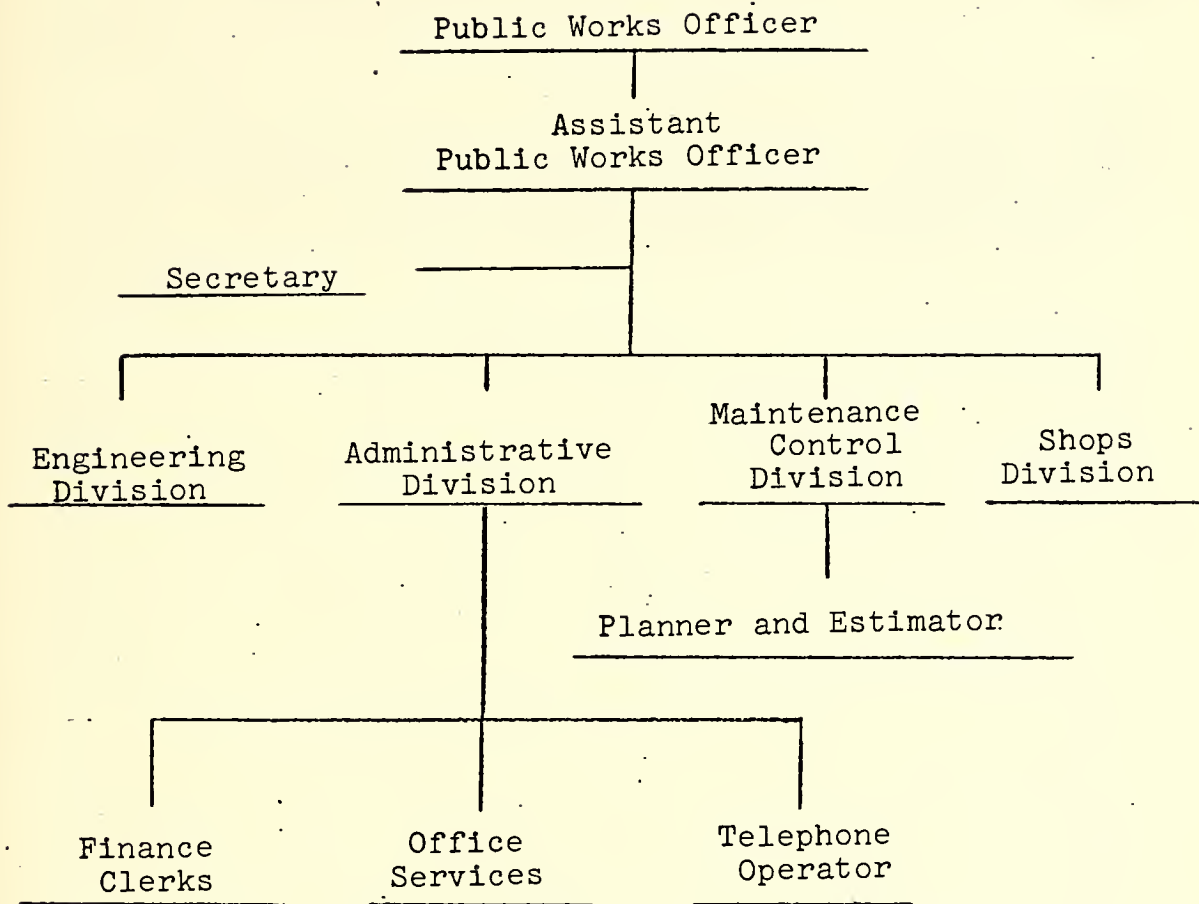 Public Works Officer
Assistant
Public Works Officer
Secretary
Engineering
Division
Administrative
Division
Maintenance
Control
Division
Shops
Division
Planner and Estimator
Finance
Clerks
Office
Services
Telephone
Operator